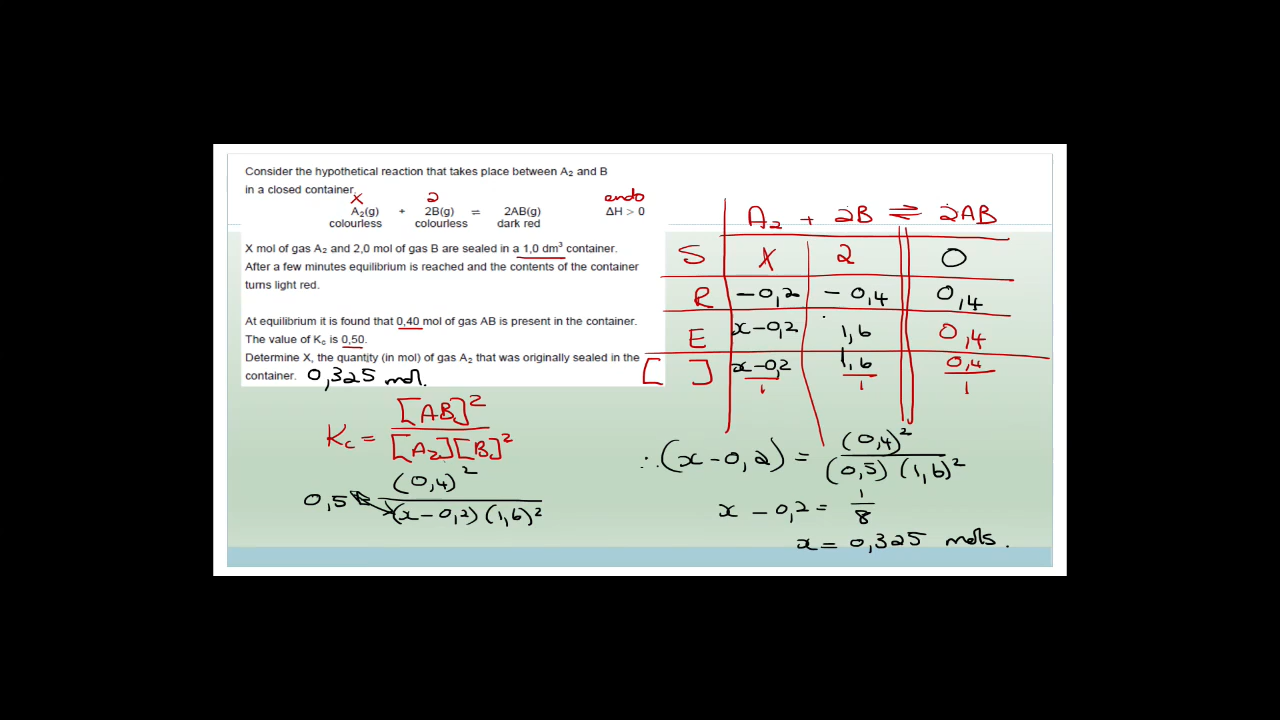 Consider the hypothetical reaction that takes place between A₂ and B
in a closed container.
x 2 endo
A₂(g) + 2B(g) = 2AB(g) ΔH > 0
colourless colourless dark red
X mol of gas A₂ and 2,0 mol of gas B are sealed in a 1,0 dm³ container.
After a few minutes equilibrium is reached and the contents of the container
turns light red.
At equilibrium it is found that 0,40 mol of gas AB is present in the container.
The value of Kc is 0,50.
Determine X, the quantity (in mol) of gas A₂ that was originally sealed in the
container. 0,325 mol.
Kc = [AB]² / [A₂][B]²
0,5 = (0,4)² / (x – 0,2) (1,6)²
A₂ + 2B ⇌ 2AB
S X 2 0
R –0,2 –0,4 0,4
E x–0,2 1,6 0,4
[ ] x–0,2 / 1 1,6 / 1 0,4 / 1
∴ (x – 0,2) = (0,4)² / (0,5) (1,6)²
x – 0,2 = 1 / 8
x = 0,325 mols.